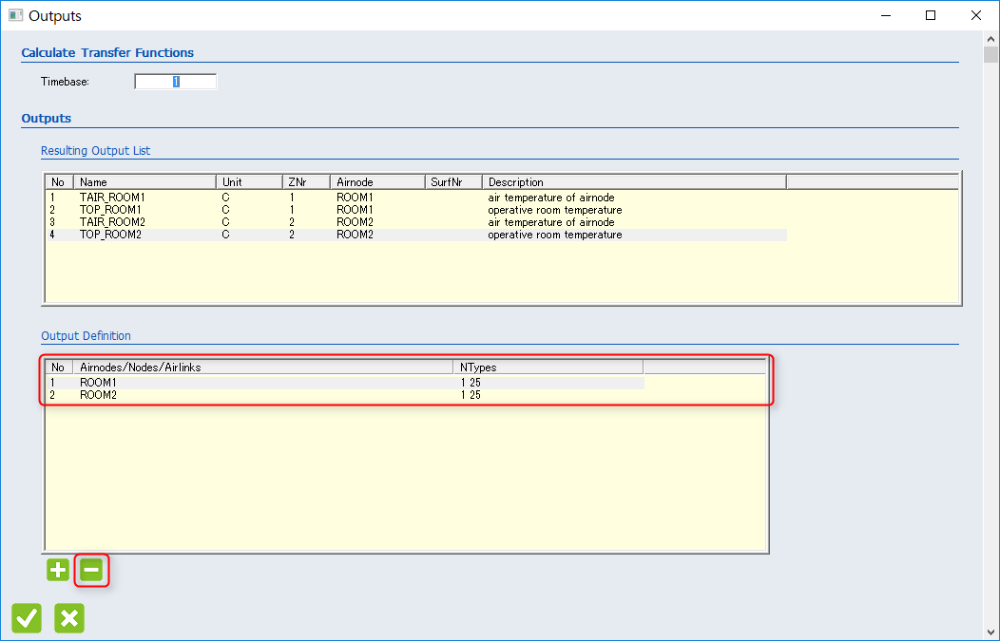 Outputs
Calculate Transfer Functions
Timebase: 1
Outputs
Resulting Output List
No Name Unit ZNr Airnode SurfNr Description
1 TAIR_ROOM1 C 1 ROOM1 air temperature of airnode
2 TOP_ROOM1 C 1 ROOM1 operative room temperature
3 TAIR_ROOM2 C 2 ROOM2 air temperature of airnode
4 TOP_ROOM2 C 2 ROOM2 operative room temperature
Output Definition
No Airnodes/Nodes/Airlinks NTypes
1 ROOM1 1 25
2 ROOM2 1 25